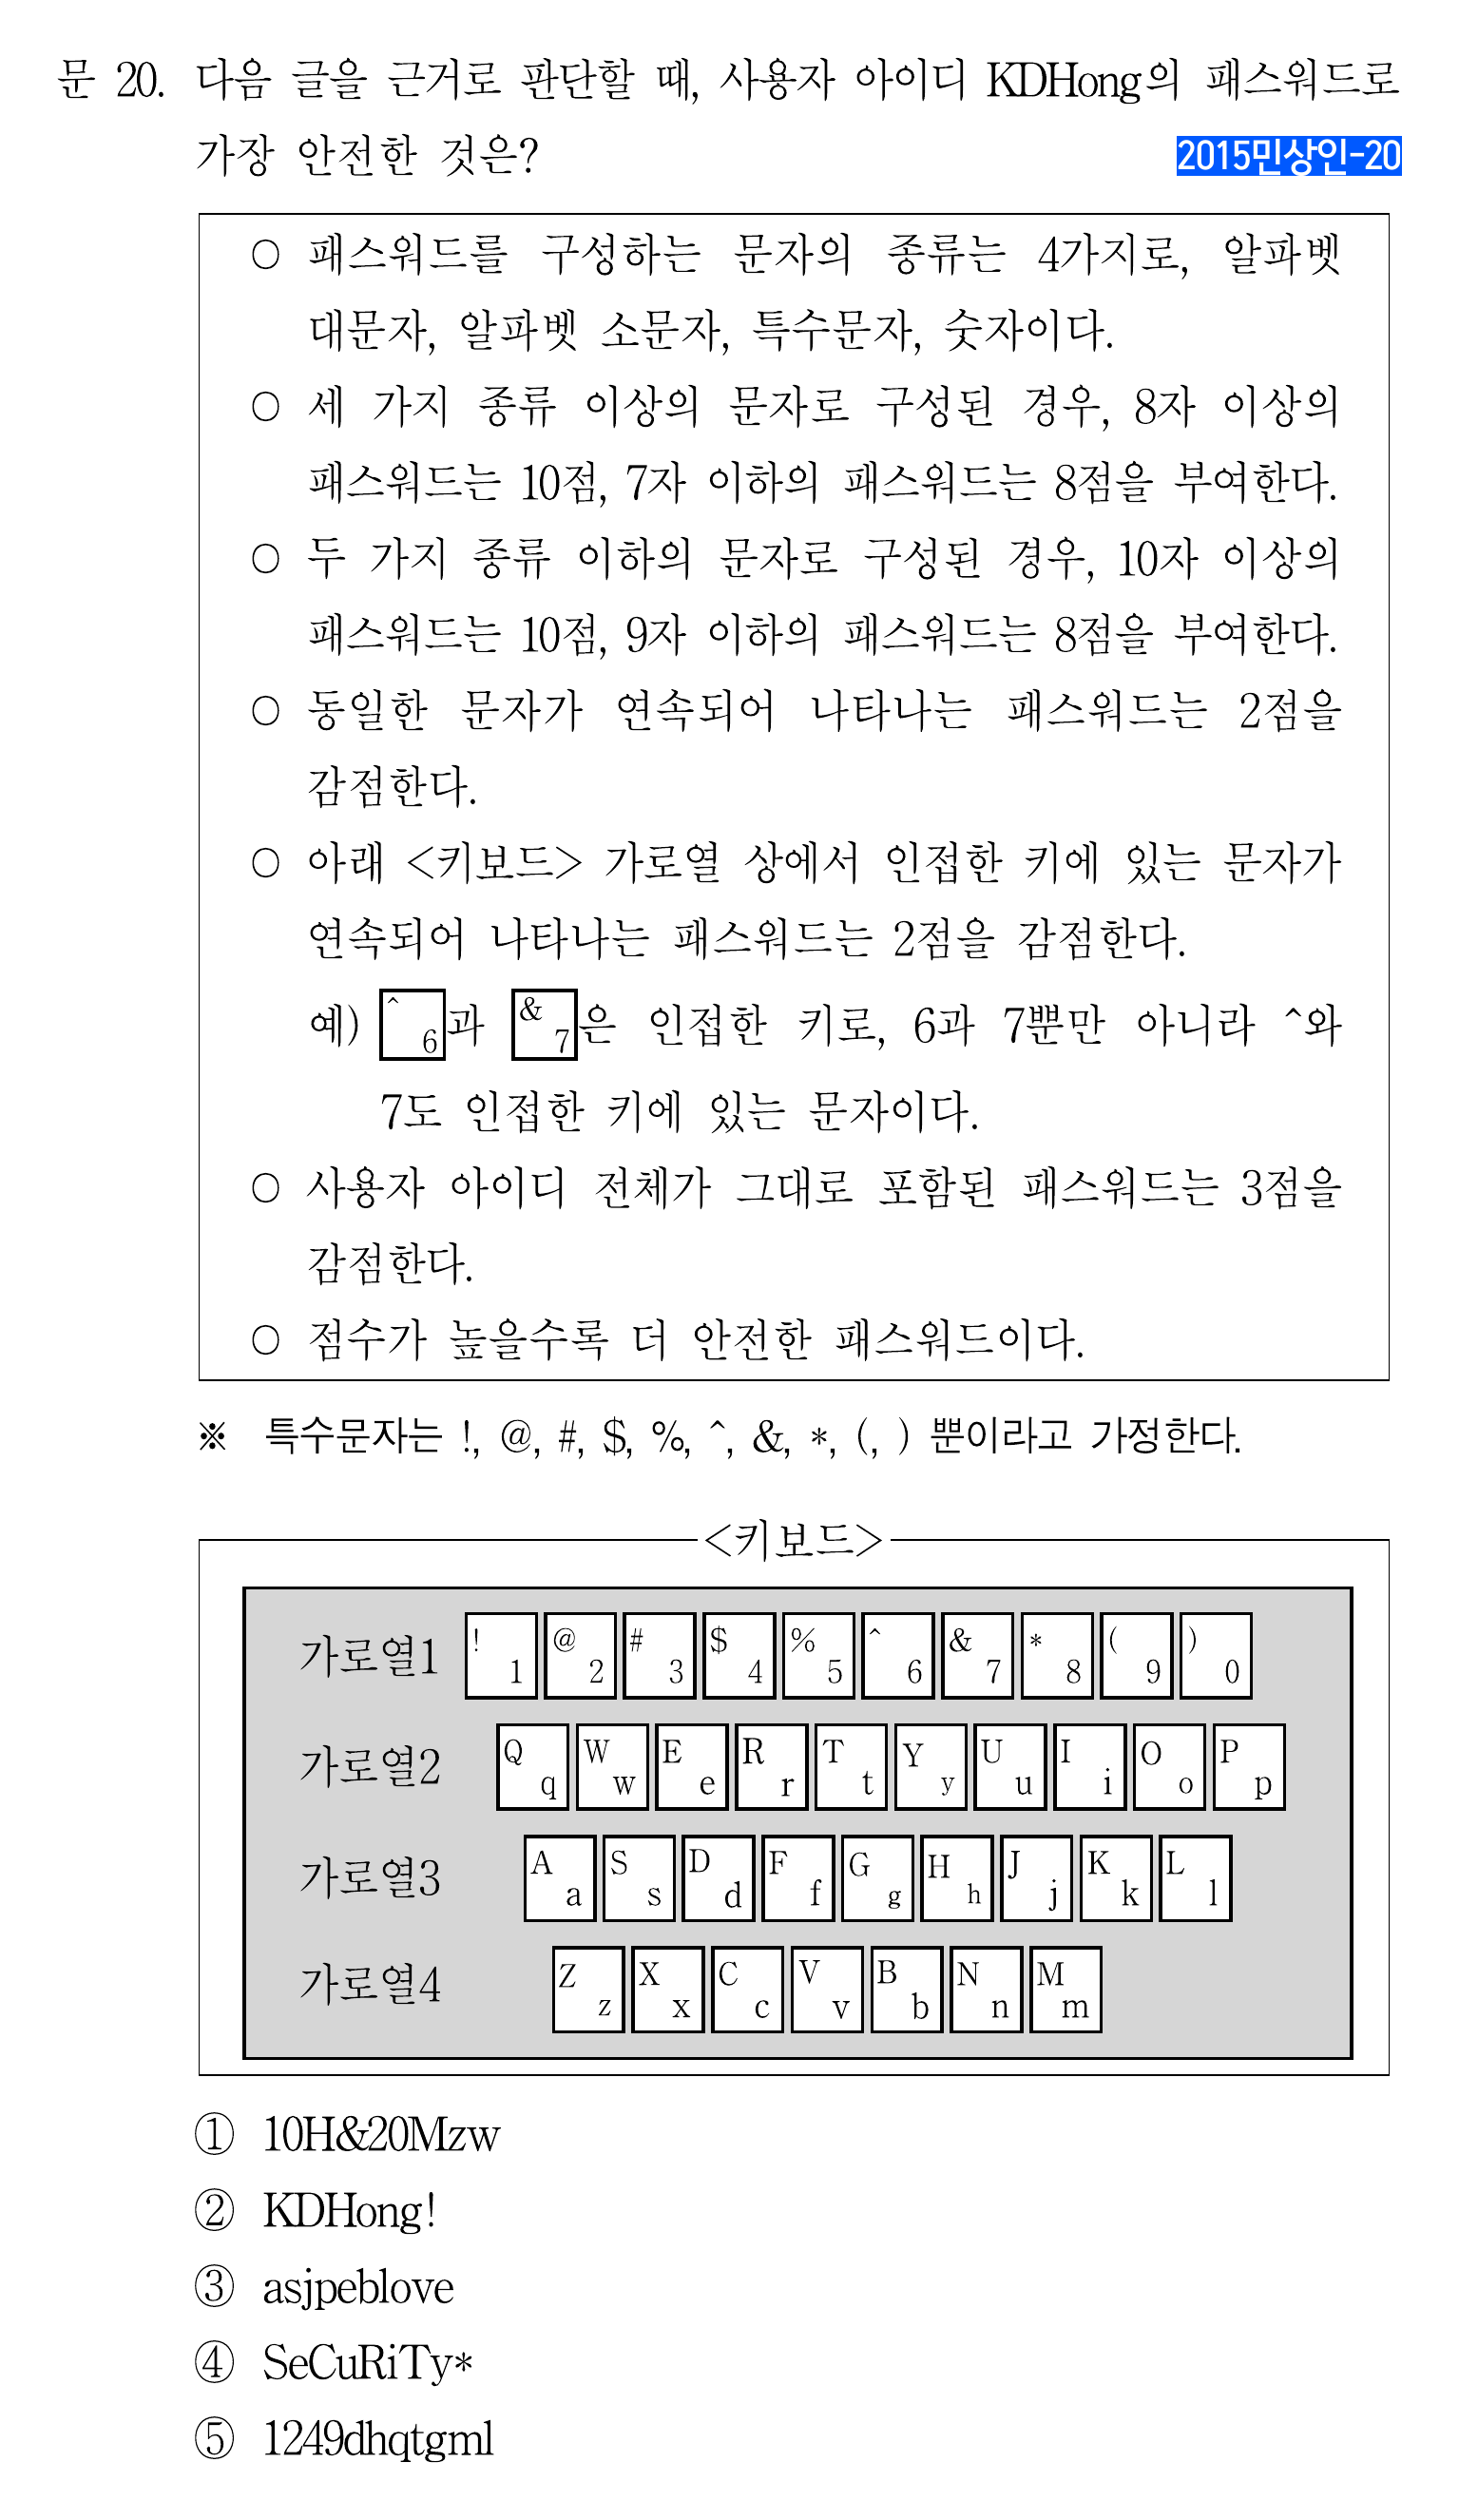 문 20. 다음 글을 근거로 판단할 때, 사용자 아이디 KDHong의 패스워드로
가장 안전한 것은?
2015민상인-20
○ 패스워드를 구성하는 문자의 종류는 4가지로, 알파벳
대문자, 알파벳 소문자, 특수문자, 숫자이다.
○ 세 가지 종류 이상의 문자로 구성된 경우, 8자 이상의
패스워드는 10점, 7자 이하의 패스워드는 8점을 부여한다.
○ 두 가지 종류 이하의 문자로 구성된 경우, 10자 이상의
패스워드는 10점, 9자 이하의 패스워드는 8점을 부여한다.
○ 동일한 문자가 연속되어 나타나는 패스워드는 2점을
감점한다.
○ 아래 <키보드> 가로열 상에서 인접한 키에 있는 문자가
연속되어 나타나는 패스워드는 2점을 감점한다.
예) ^ 6과 & 7은 인접한 키로, 6과 7뿐만 아니라 ^와
7도 인접한 키에 있는 문자이다.
○ 사용자 아이디 전체가 그대로 포함된 패스워드는 3점을
감점한다.
○ 점수가 높을수록 더 안전한 패스워드이다.
※ 특수문자는 !, @, #, $, %, ^, &, *, (, ) 뿐이라고 가정한다.
<키보드>
가로열1 ! 1 @ 2 # 3 $ 4 % 5 ^ 6 & 7 * 8 ( 9 ) 0
가로열2 Q q W w E e R r T t Y y U u I i O o P p
가로열3 A a S s D d F f G g H h J j K k L l
가로열4 Z z X x C c V v B b N n M m
① 10H&20Mzw
② KDHong!
③ asjpeblove
④ SeCuRiTy*
⑤ 1249dhqtgml